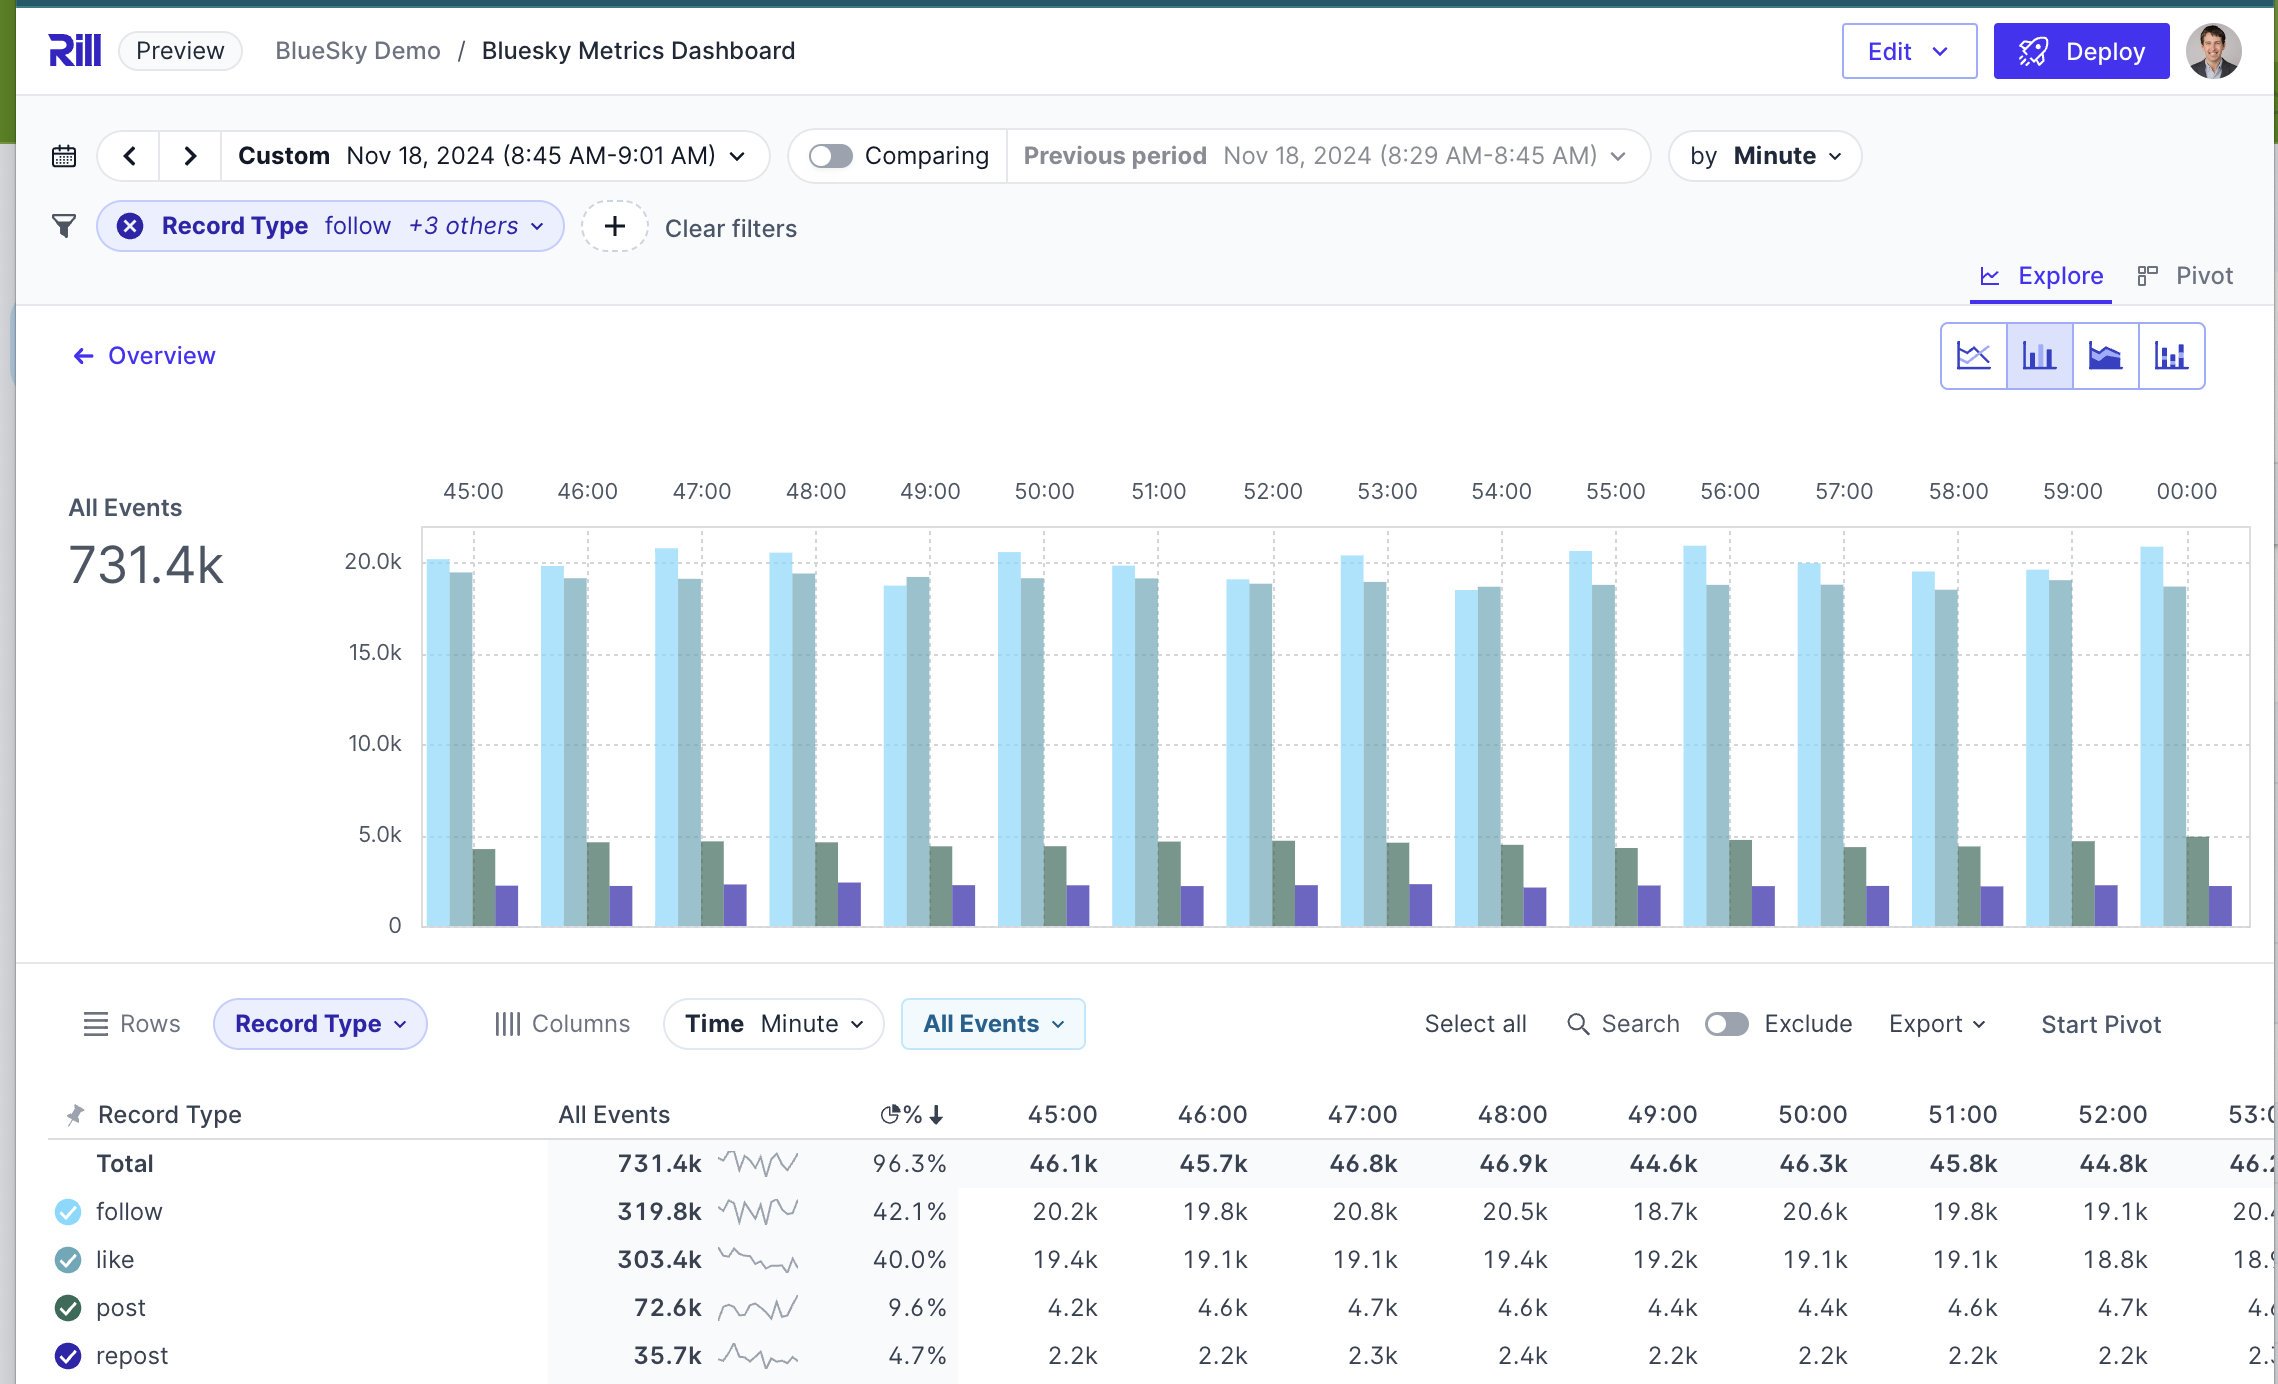 Rill Preview BlueSky Demo / Bluesky Metrics Dashboard Edit Deploy
Custom Nov 18, 2024 (8:45 AM-9:01 AM) Comparing Previous period Nov 18, 2024 (8:29 AM-8:45 AM) by Minute
Record Type follow +3 others + Clear filters
Explore Pivot
Overview
All Events
731.4k
45:00 46:00 47:00 48:00 49:00 50:00 51:00 52:00 53:00 54:00 55:00 56:00 57:00 58:00 59:00 00:00
20.0k
15.0k
10.0k
5.0k
0
Rows Record Type Columns Time Minute All Events Select all Search Exclude Export Start Pivot
Record Type All Events % 45:00 46:00 47:00 48:00 49:00 50:00 51:00 52:00
Total 731.4k 96.3% 46.1k 45.7k 46.8k 46.9k 44.6k 46.3k 45.8k 44.8k
follow 319.8k 42.1% 20.2k 19.8k 20.8k 20.5k 18.7k 20.6k 19.8k 19.1k
like 303.4k 40.0% 19.4k 19.1k 19.1k 19.4k 19.2k 19.1k 19.1k 18.8k
post 72.6k 9.6% 4.2k 4.6k 4.7k 4.6k 4.4k 4.4k 4.6k 4.7k
repost 35.7k 4.7% 2.2k 2.2k 2.3k 2.4k 2.2k 2.2k 2.2k 2.2k